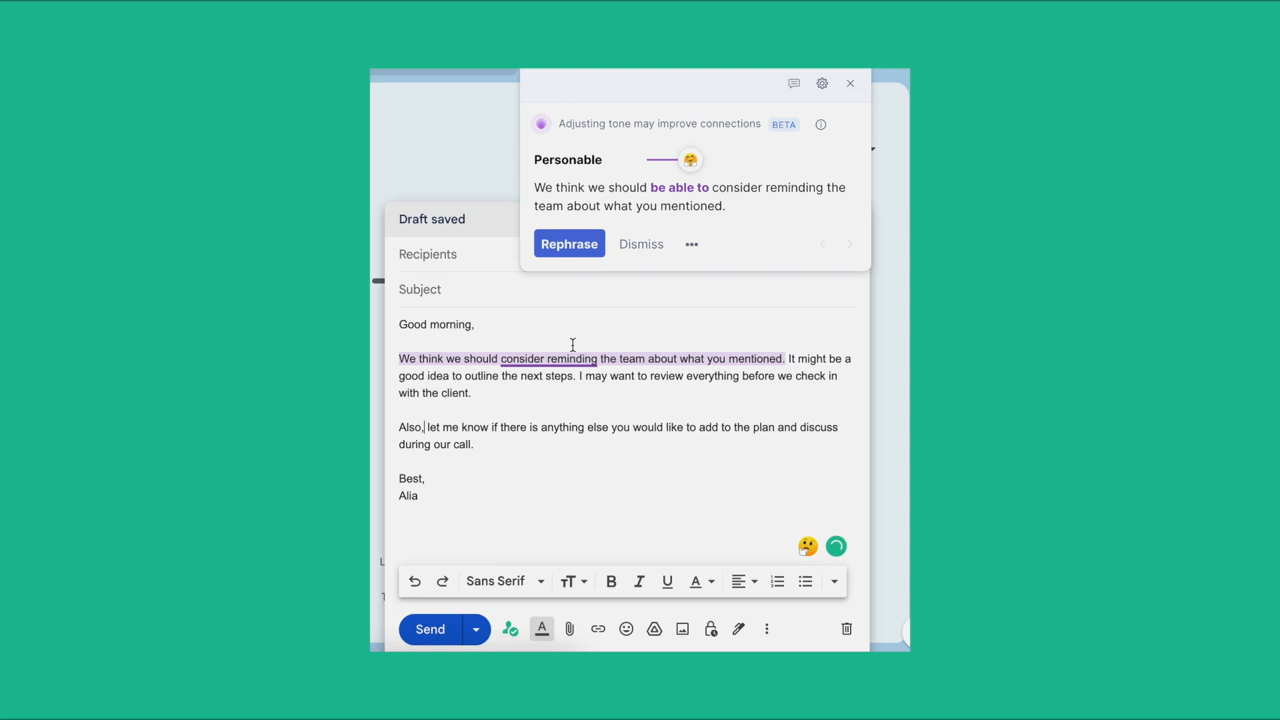 Adjusting tone may improve connections BETA
Personable
We think we should be able to consider reminding the
team about what you mentioned.
Rephrase Dismiss
Draft saved
Recipients
Subject
Good morning,
We think we should consider reminding the team about what you mentioned. It might be a
good idea to outline the next steps. I may want to review everything before we check in
with the client.
Also, let me know if there is anything else you would like to add to the plan and discuss
during our call.
Best,
Alia
Sans Serif
Send